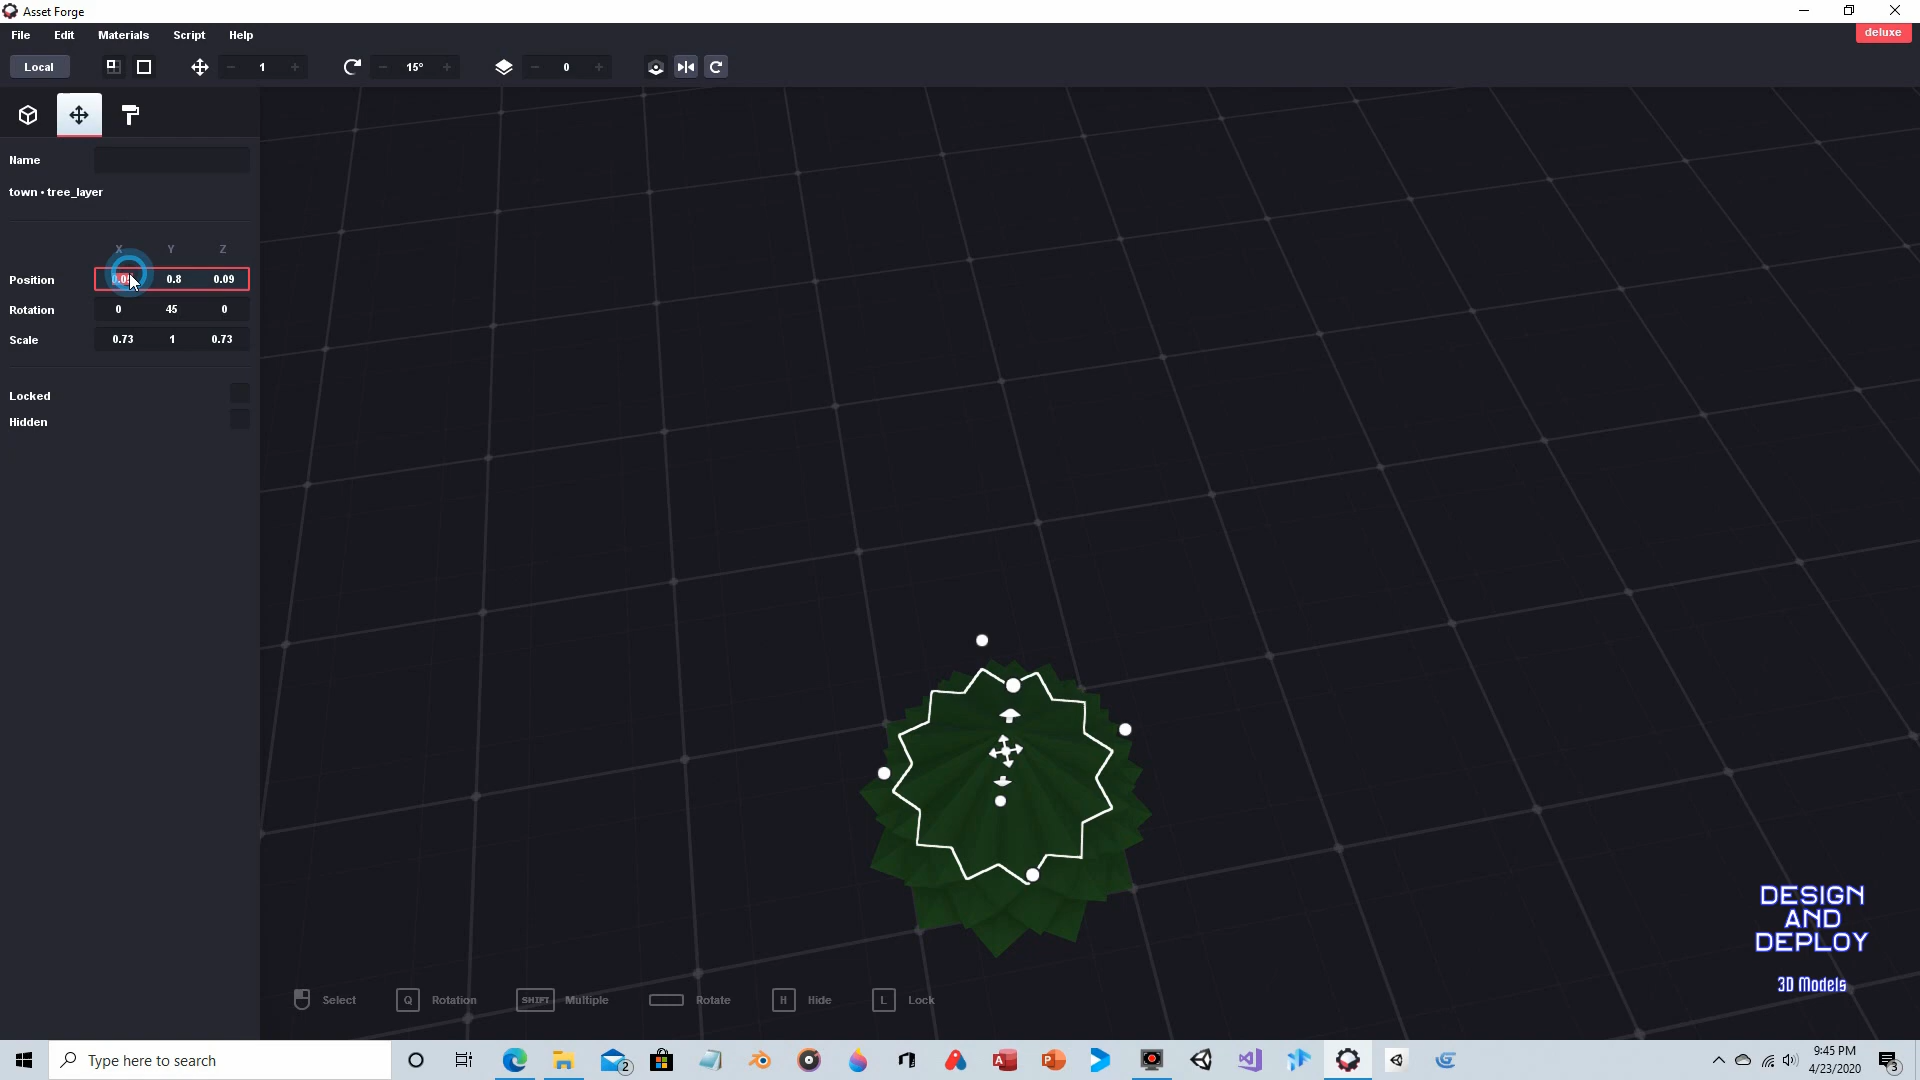 Asset Forge
File Edit Materials Script Help
deluxe
Local 1 15° 0
Name
town • tree_layer
X Y Z
Position 0.8 0.09
Rotation 0 45 0
Scale 0.73 1 0.73
Locked
Hidden
DESIGN
AND
DEPLOY
3D Models
Select Q Rotation SHIFT Multiple Rotate H Hide L Lock
Type here to search
2
9:45 PM
4/23/2020
3